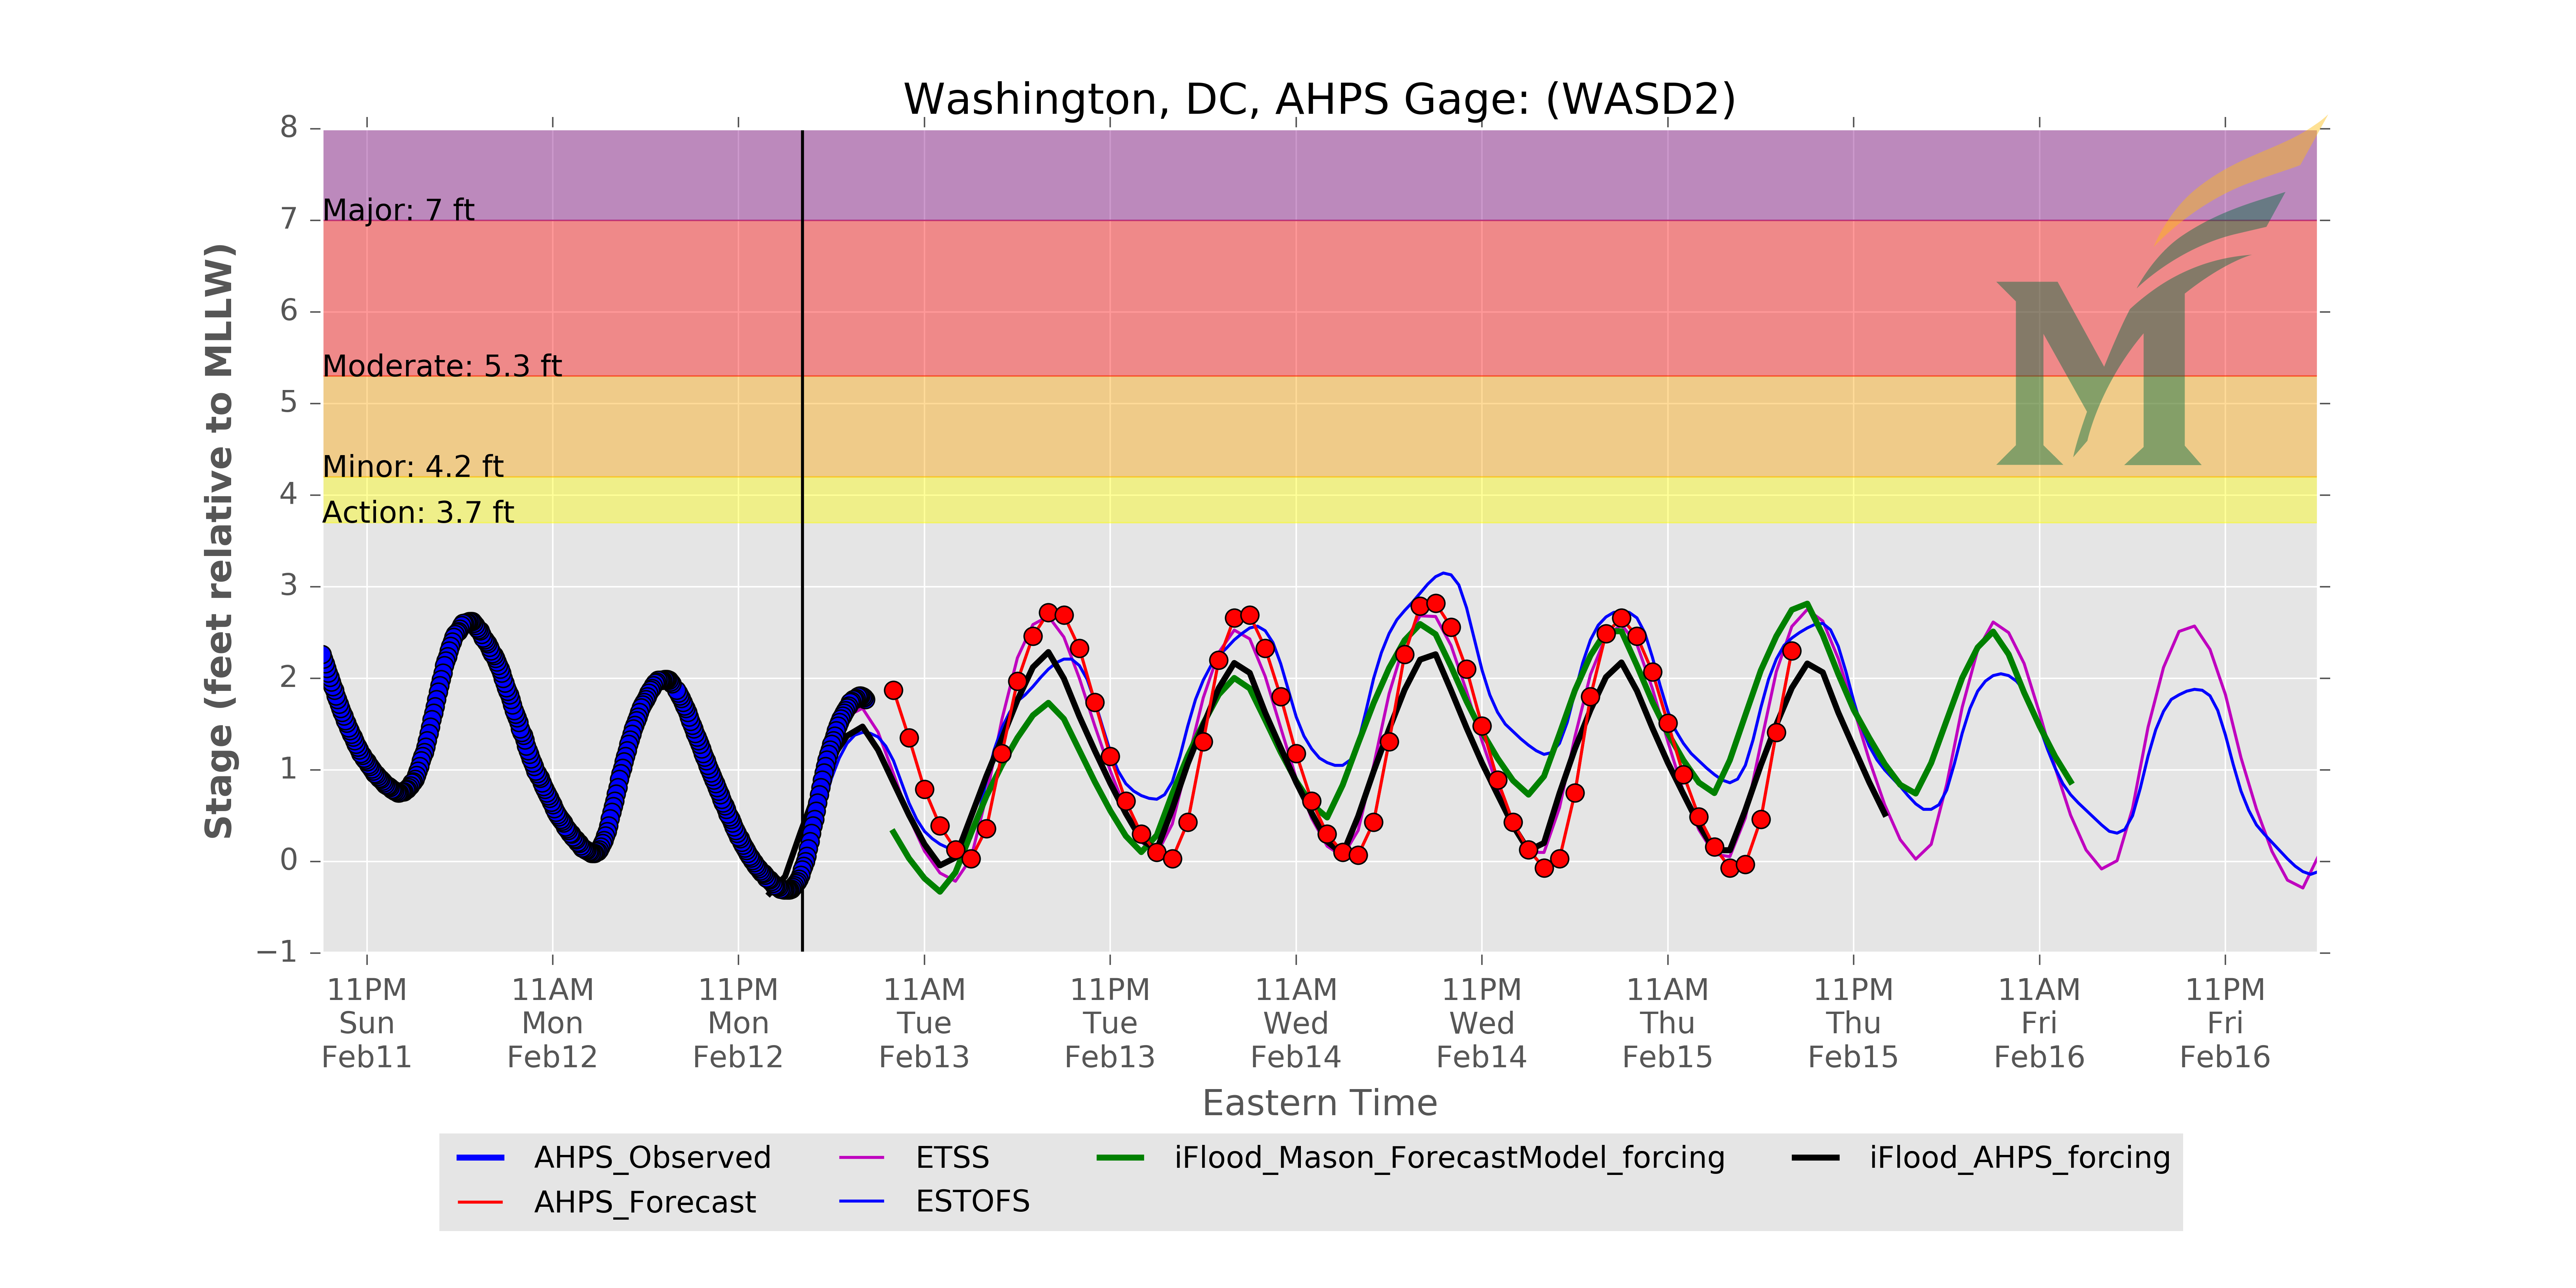 Washington, DC, AHPS Gage: (WASD2)
8
7
6
5
4
3
2
1
0
−1
Stage (feet relative to MLLW)
Major: 7 ft
Moderate: 5.3 ft
Minor: 4.2 ft
Action: 3.7 ft
M
11PM 11AM 11PM 11AM 11PM 11AM 11PM 11AM 11PM 11AM 11PM
Sun Mon Mon Tue Tue Wed Wed Thu Thu Fri Fri
Feb11 Feb12 Feb12 Feb13 Feb13 Feb14 Feb14 Feb15 Feb15 Feb16 Feb16
Eastern Time
AHPS_Observed ETSS iFlood_Mason_ForecastModel_forcing iFlood_AHPS_forcing
AHPS_Forecast ESTOFS